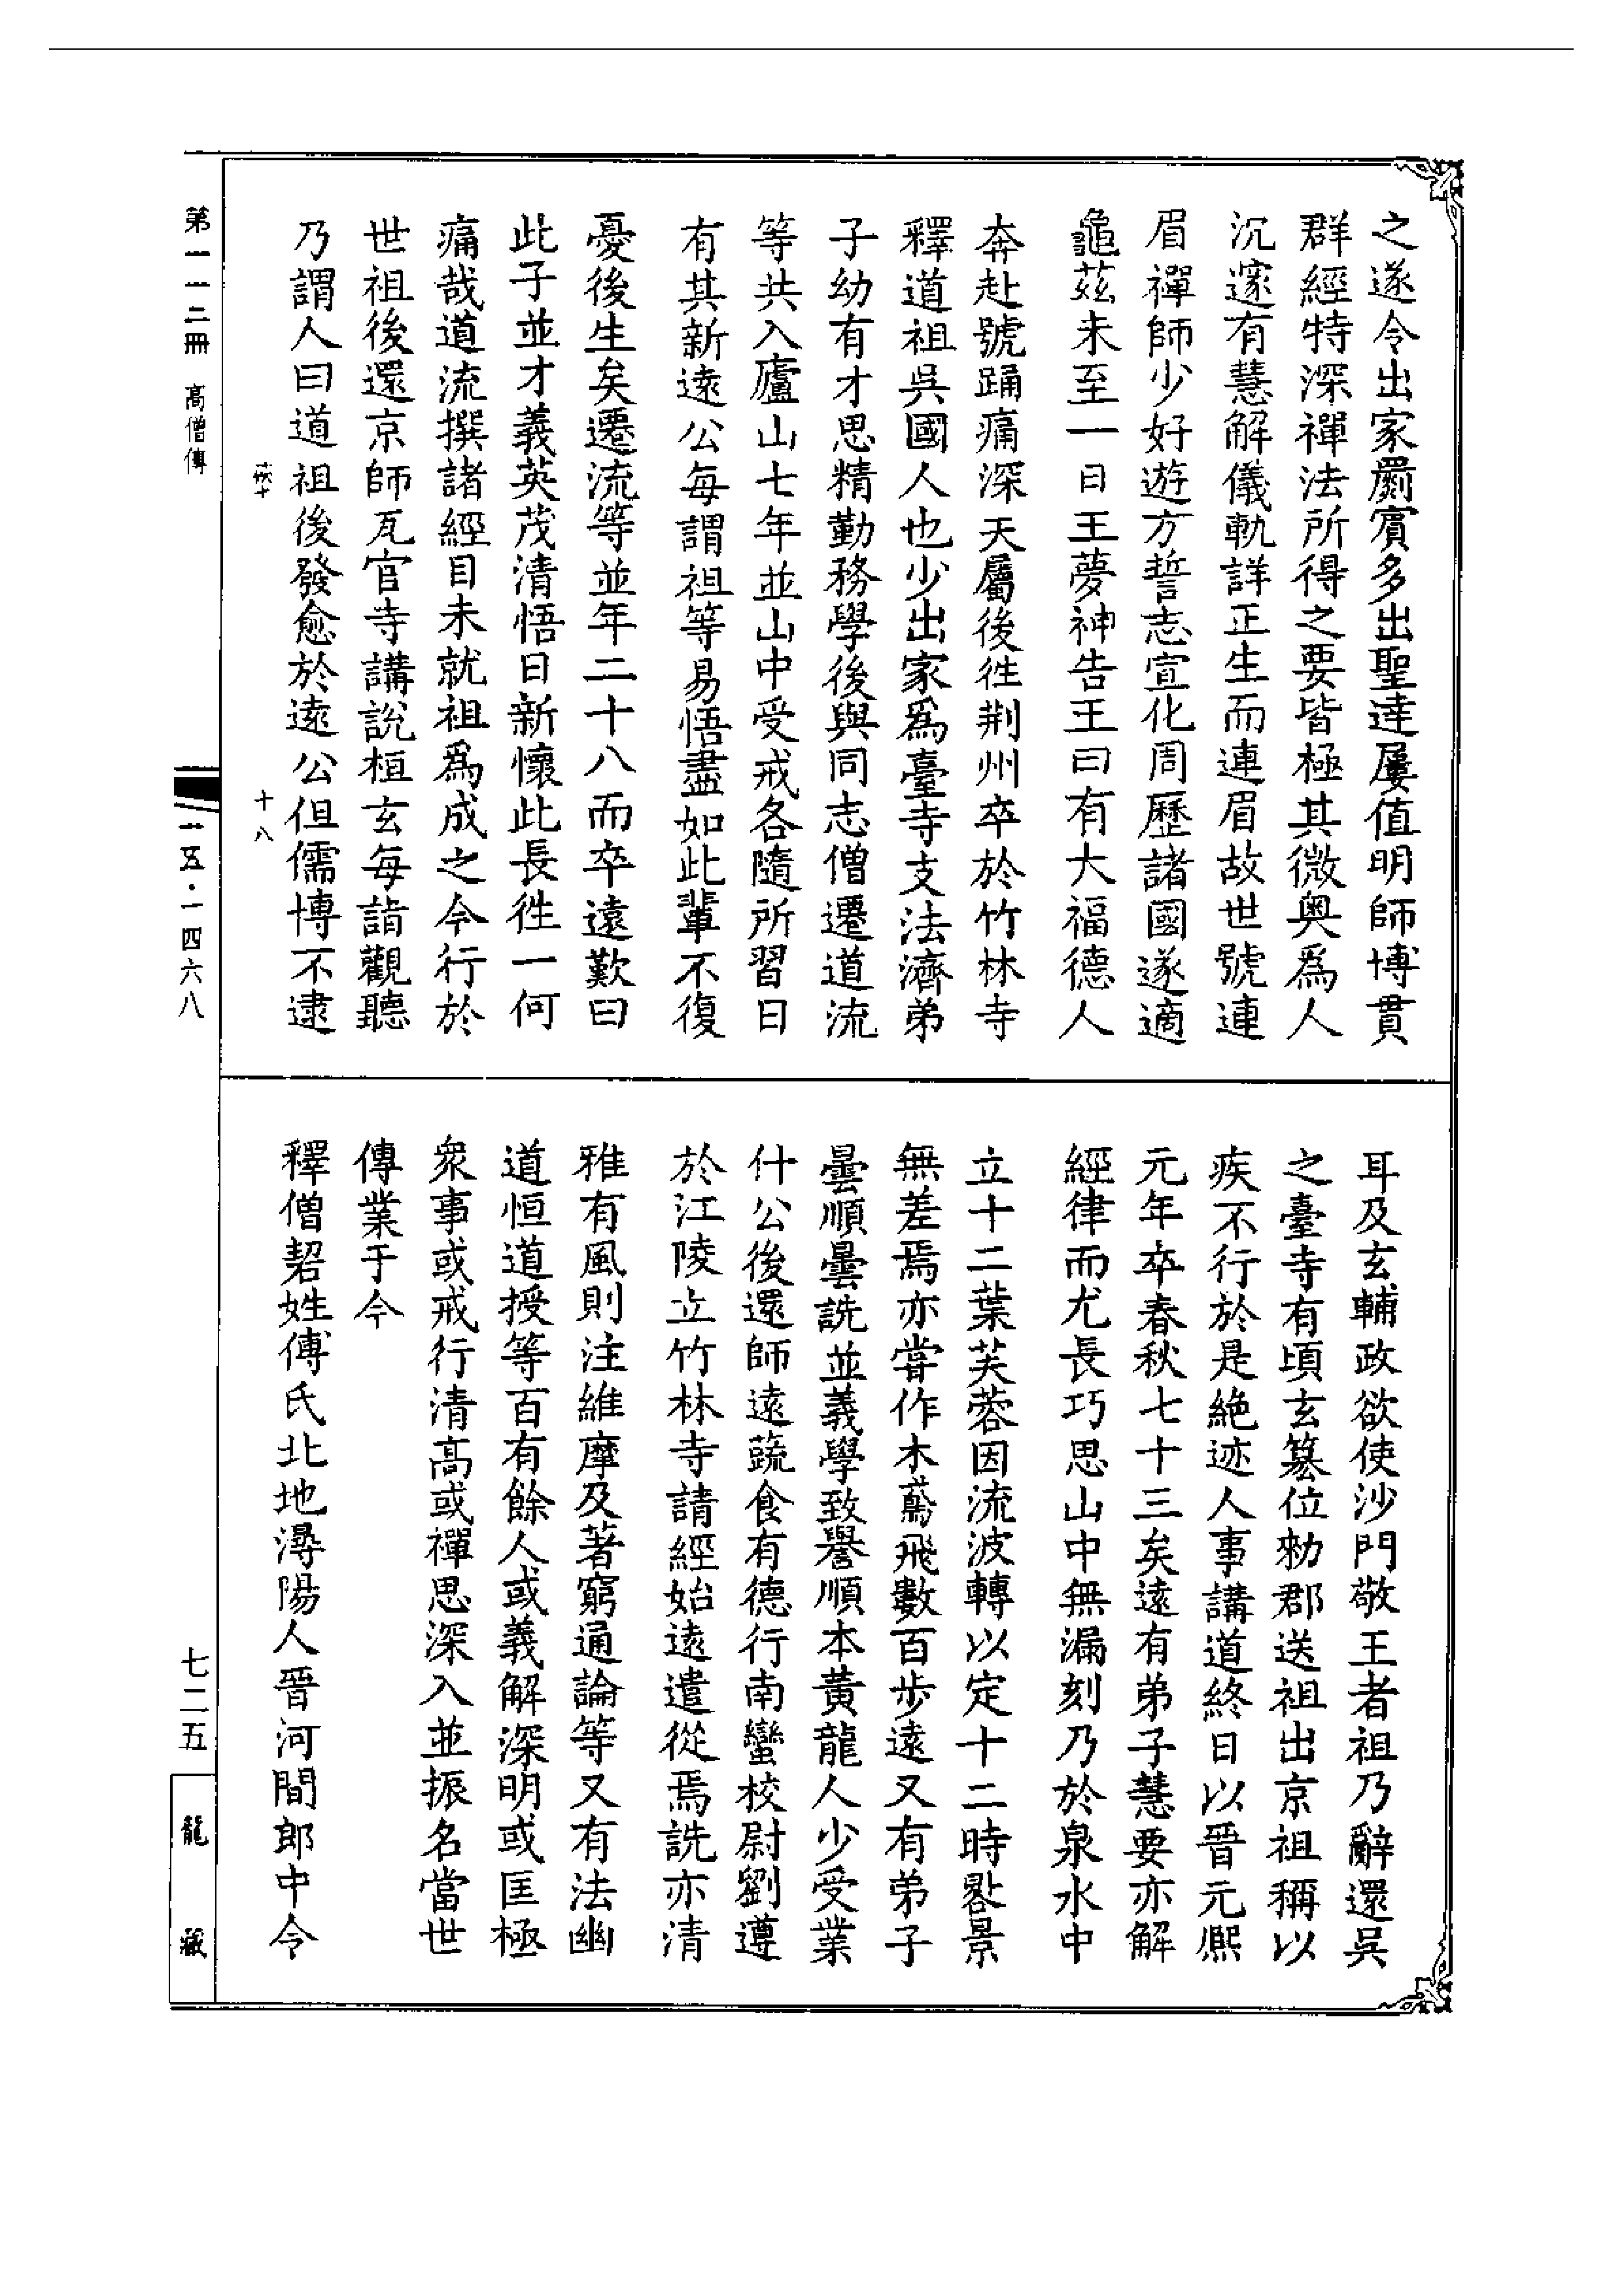 之遂令出家罽賔多出聖達屢值明師博貫
群經特深禪法所得之要皆極其微奧爲人
沉邃有慧解儀軌詳正生而連眉故世號連
眉禪師少好遊方誓志宣化周歷諸國遂適
龜茲未至一日王夢神告王曰有大福德人
奔赴號踊痛深天屬後徃荆州卒於竹林寺
釋道祖吳國人也少出家爲臺寺支法濟弟
子幼有才思精勤務學後與同志僧遷道流
等共入廬山七年並山中受戒各隨所習日
有其新遠公每謂祖等易悟盡如此輩不復
憂後生矣遷流等並年二十八而卒遠歎曰
此子並才義英茂清悟日新懷此長徃一何
痛哉道流撰諸經目未就祖爲成之今行於
世祖後還京師瓦官寺講說桓玄每詣觀聽
乃謂人曰道祖後發愈於遠公但儒博不逮
十八
耳及玄輔政欲使沙門敬王者祖乃辭還吳
之臺寺有頃玄篡位勑郡送祖出京祖稱以
疾不行於是絶迹人事講道終日以晉元熙
元年卒春秋七十三矣遠有弟子慧要亦解
經律而尤長巧思山中無漏刻乃於泉水中
立十二葉芙蓉因流波轉以定十二時晷景
無差焉亦甞作木鳶飛數百步遠又有弟子
曇順曇詵並義學致譽順本黃龍人少受業
什公後還師遠蔬食有德行南蠻校尉劉遵
於江陵立竹林寺請經始遠遣從焉詵亦清
雅有風則注維摩及著窮通論等又有法幽
道恒道授等百有餘人或義解深明或匡極
衆事或戒行清高或禪思深入並振名當世
傳業于今
釋僧䂮姓傅氏北地潯陽人晉河間郎中令
第一一二冊 高僧傳
一五·一四六八
七二五
龍藏